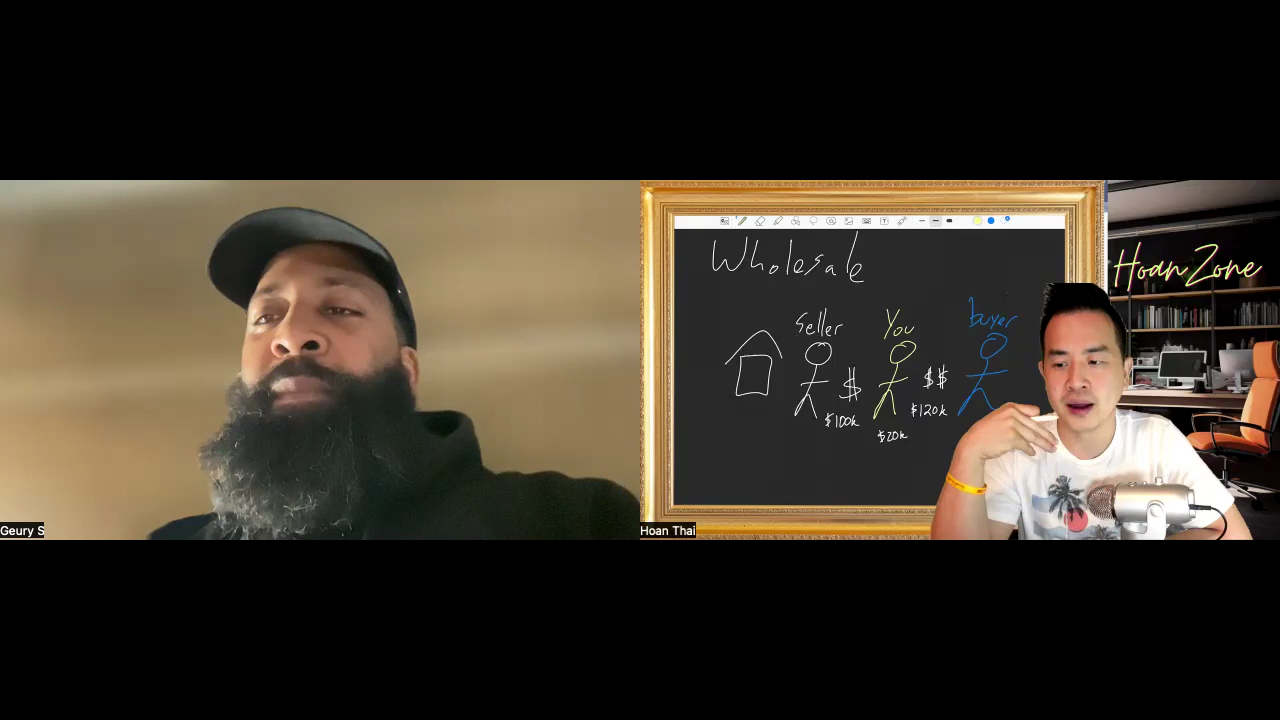 Wholesale
Seller
You
buyer
$
$$
$100k
$120k
$20k
Hoan Zone
Geury S
Hoan Thai